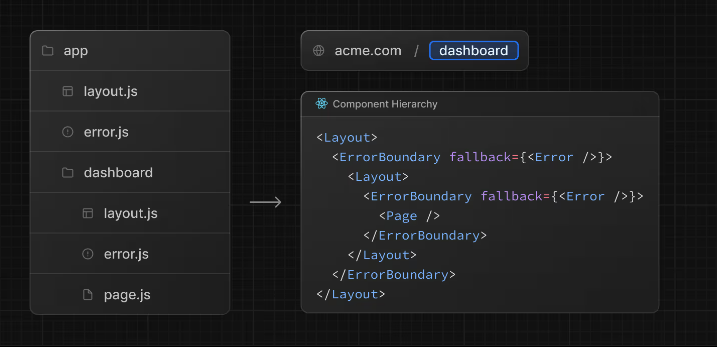 app
layout.js
error.js
dashboard
layout.js
error.js
page.js
acme.com / dashboard
Component Hierarchy
<Layout>
  <ErrorBoundary fallback={<Error />}>
    <Layout>
      <ErrorBoundary fallback={<Error />}>
        <Page />
      </ErrorBoundary>
    </Layout>
  </ErrorBoundary>
</Layout>